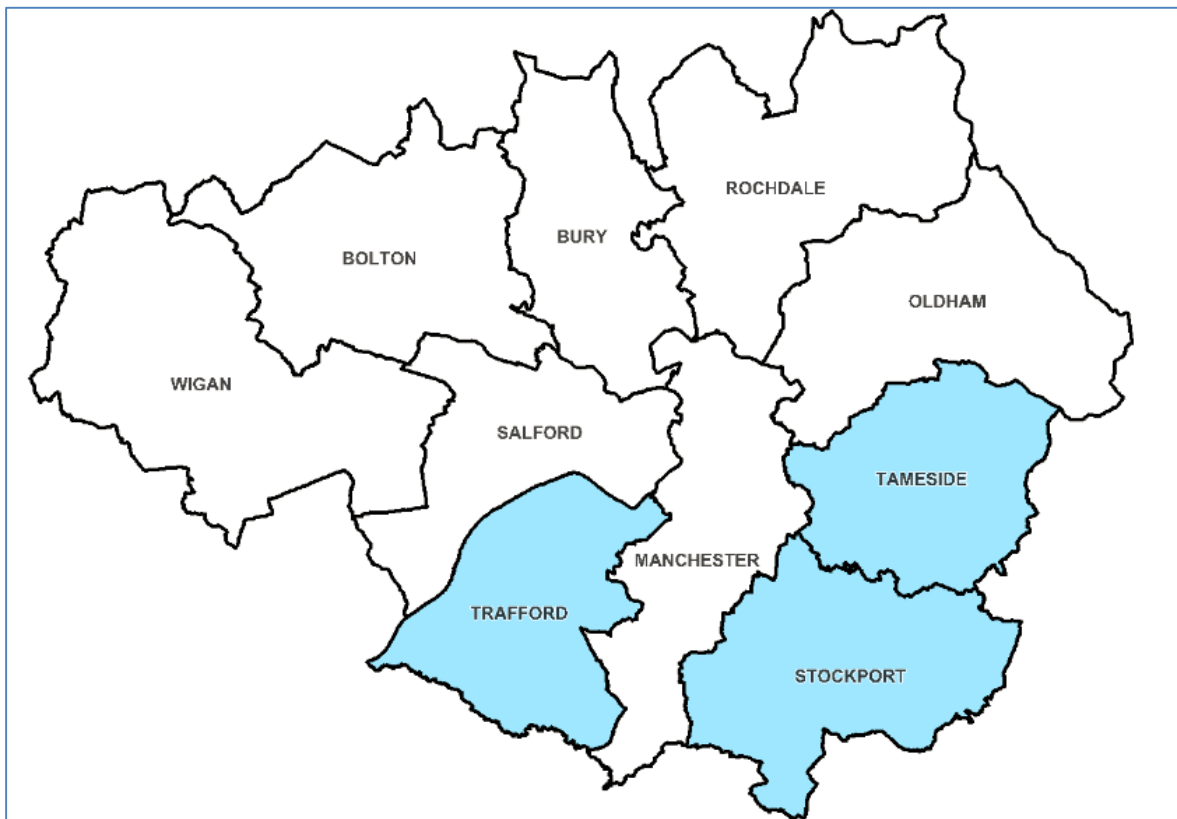 ROCHDALE
BURY
BOLTON
OLDHAM
WIGAN
SALFORD
TAMESIDE
MANCHESTER
TRAFFORD
STOCKPORT